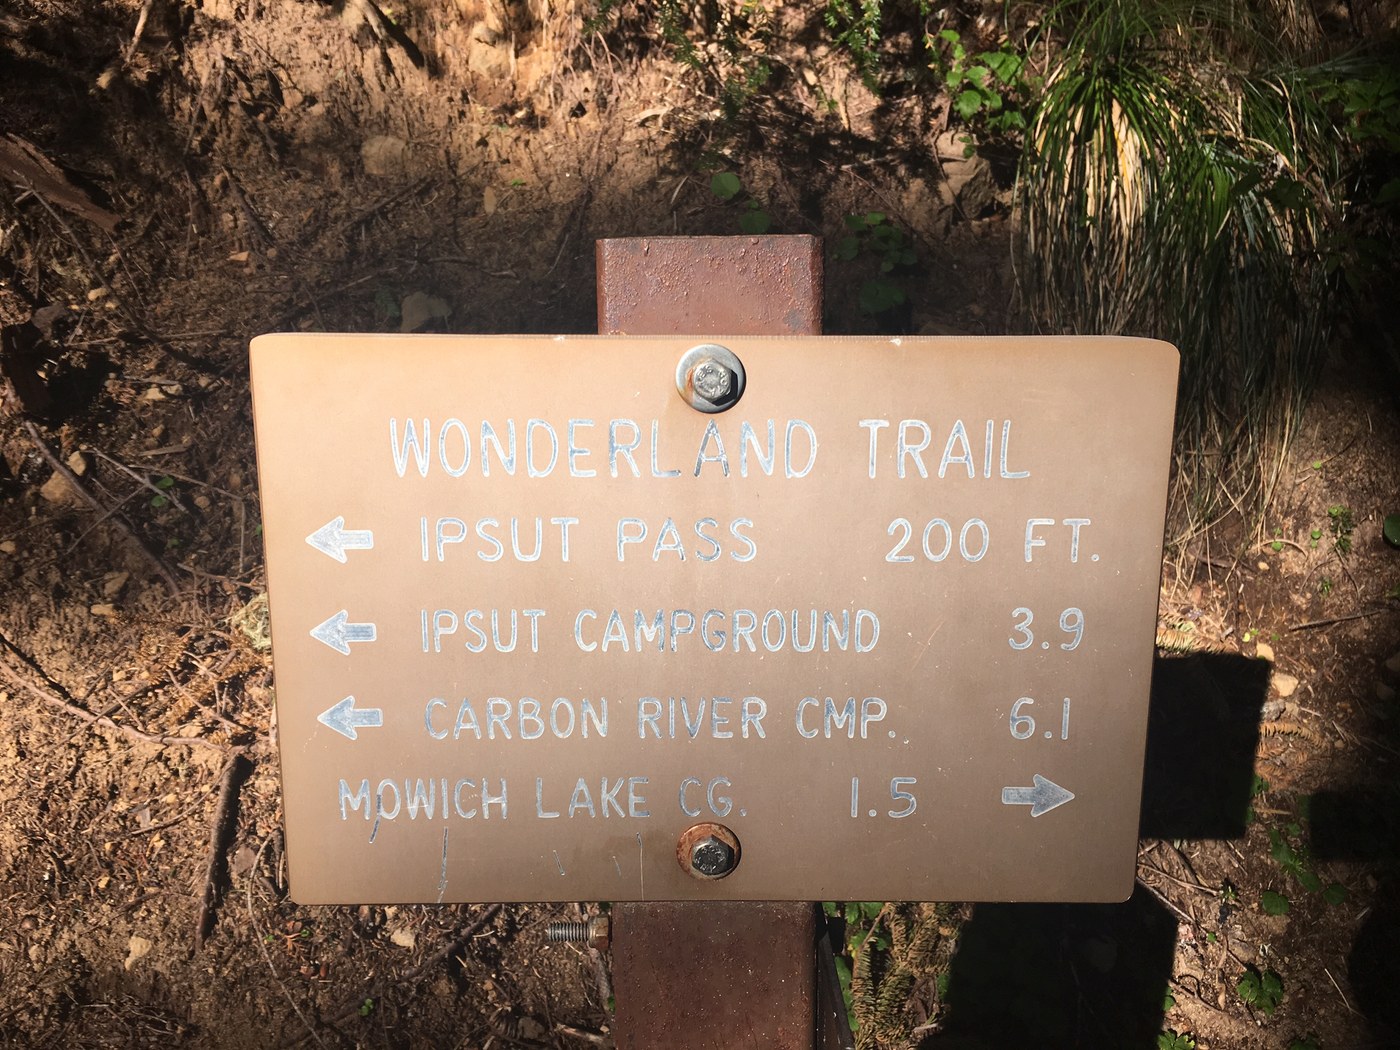 WONDERLAND TRAIL
IPSUT PASS 200 FT.
IPSUT CAMPGROUND 3.9
CARBON RIVER CMP. 6.1
MOWICH LAKE CG. 1.5